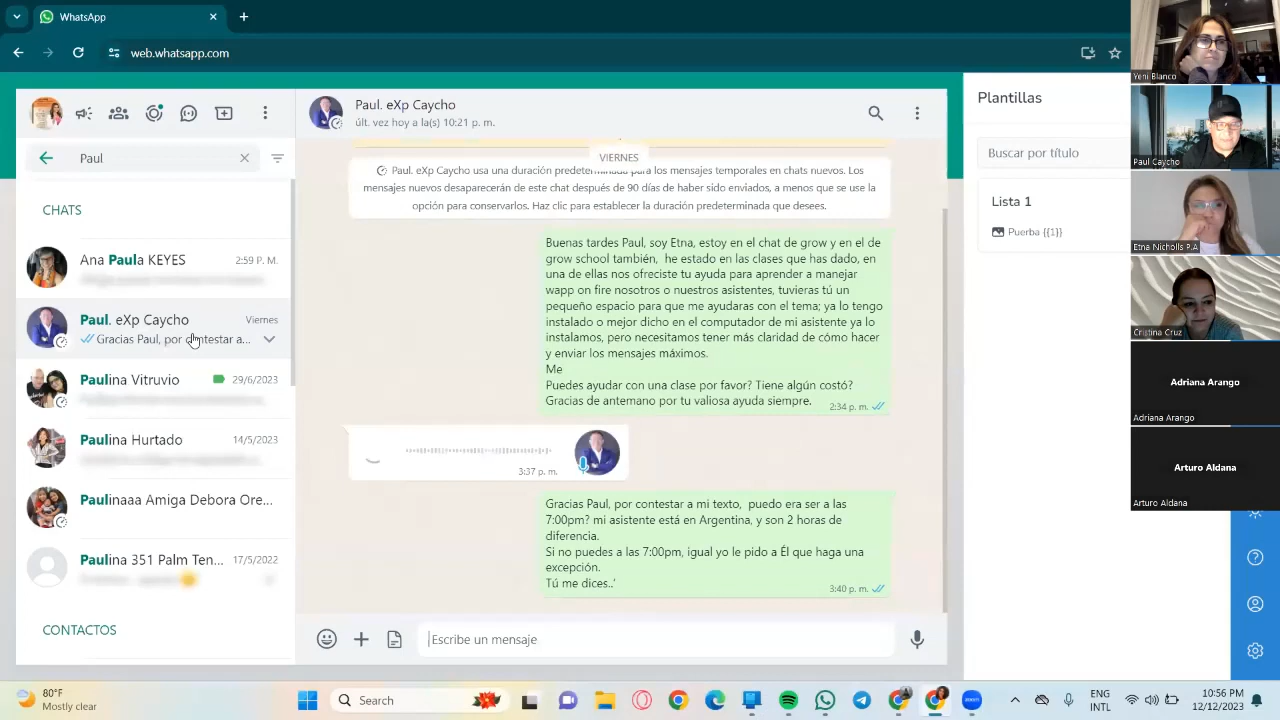 WhatsApp
web.whatsapp.com
Paul
CHATS
Ana Paula KEYES
2:59 P. M.
Paul. eXp Caycho
Viernes
Gracias Paul, por contestar a...
Paulina Vitruvio
29/6/2023
Paulina Hurtado
14/5/2023
Paulinaaa Amiga Debora Ore...
Paulina 351 Palm Ten...
17/5/2022
CONTACTOS
Paul. eXp Caycho
últ. vez hoy a la(s) 10:21 p. m.
VIERNES
Paul. eXp Caycho usa una duración predeterminada para los mensajes temporales en chats nuevos. Los
mensajes nuevos desaparecerán de este chat después de 90 días de haber sido enviados, a menos que se use la
opción para conservarlos. Haz clic para establecer la duración predeterminada que desees.
Buenas tardes Paul, soy Etna, estoy en el chat de grow y en el de
grow school también, he estado en las clases que has dado, en
una de ellas nos ofreciste tu ayuda para aprender a manejar
wapp on fire nosotros o nuestros asistentes, tuvieras tú un
pequeño espacio para que me ayudaras con el tema; ya lo tengo
instalado o mejor dicho en el computador de mi asistente ya lo
instalamos, pero necesitamos tener más claridad de cómo hacer
y enviar los mensajes máximos.
Me
Puedes ayudar con una clase por favor? Tiene algún costó?
Gracias de antemano por tu valiosa ayuda siempre.
2:34 p. m.
3:37 p. m.
Gracias Paul, por contestar a mi texto, puedo era ser a las
7:00pm? mi asistente está en Argentina, y son 2 horas de
diferencia.
Si no puedes a las 7:00pm, igual yo le pido a Él que haga una
excepción.
Tú me dices..'
3:40 p. m.
Escribe un mensaje
Plantillas
Buscar por título
Lista 1
Puerba {{1}}
Yeni Blanco
Paul Caycho
Etna Nicholls P.A
Cristina Cruz
Adriana Arango
Adriana Arango
Arturo Aldana
Arturo Aldana
80°F
Mostly clear
Search
ENG
INTL
10:56 PM
12/12/2023